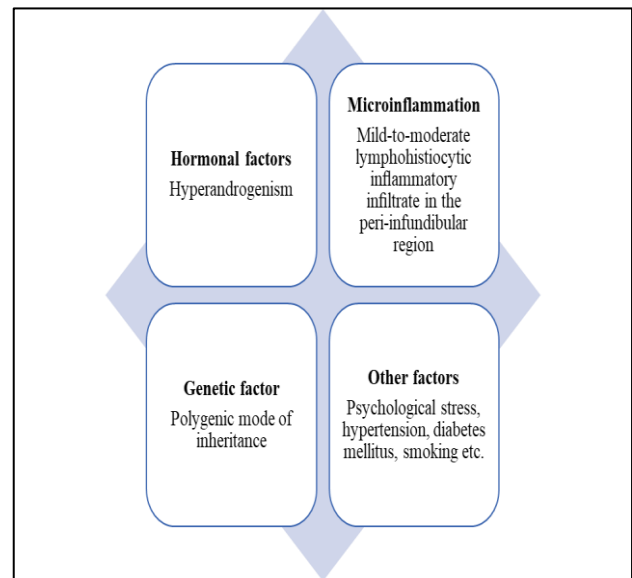 Hormonal factors
Hyperandrogenism
Microinflammation
Mild-to-moderate
lymphohistiocytic
inflammatory
infiltrate in the
peri-infundibular
region
Genetic factor
Polygenic mode of
inheritance
Other factors
Psychological stress,
hypertension, diabetes
mellitus, smoking etc.